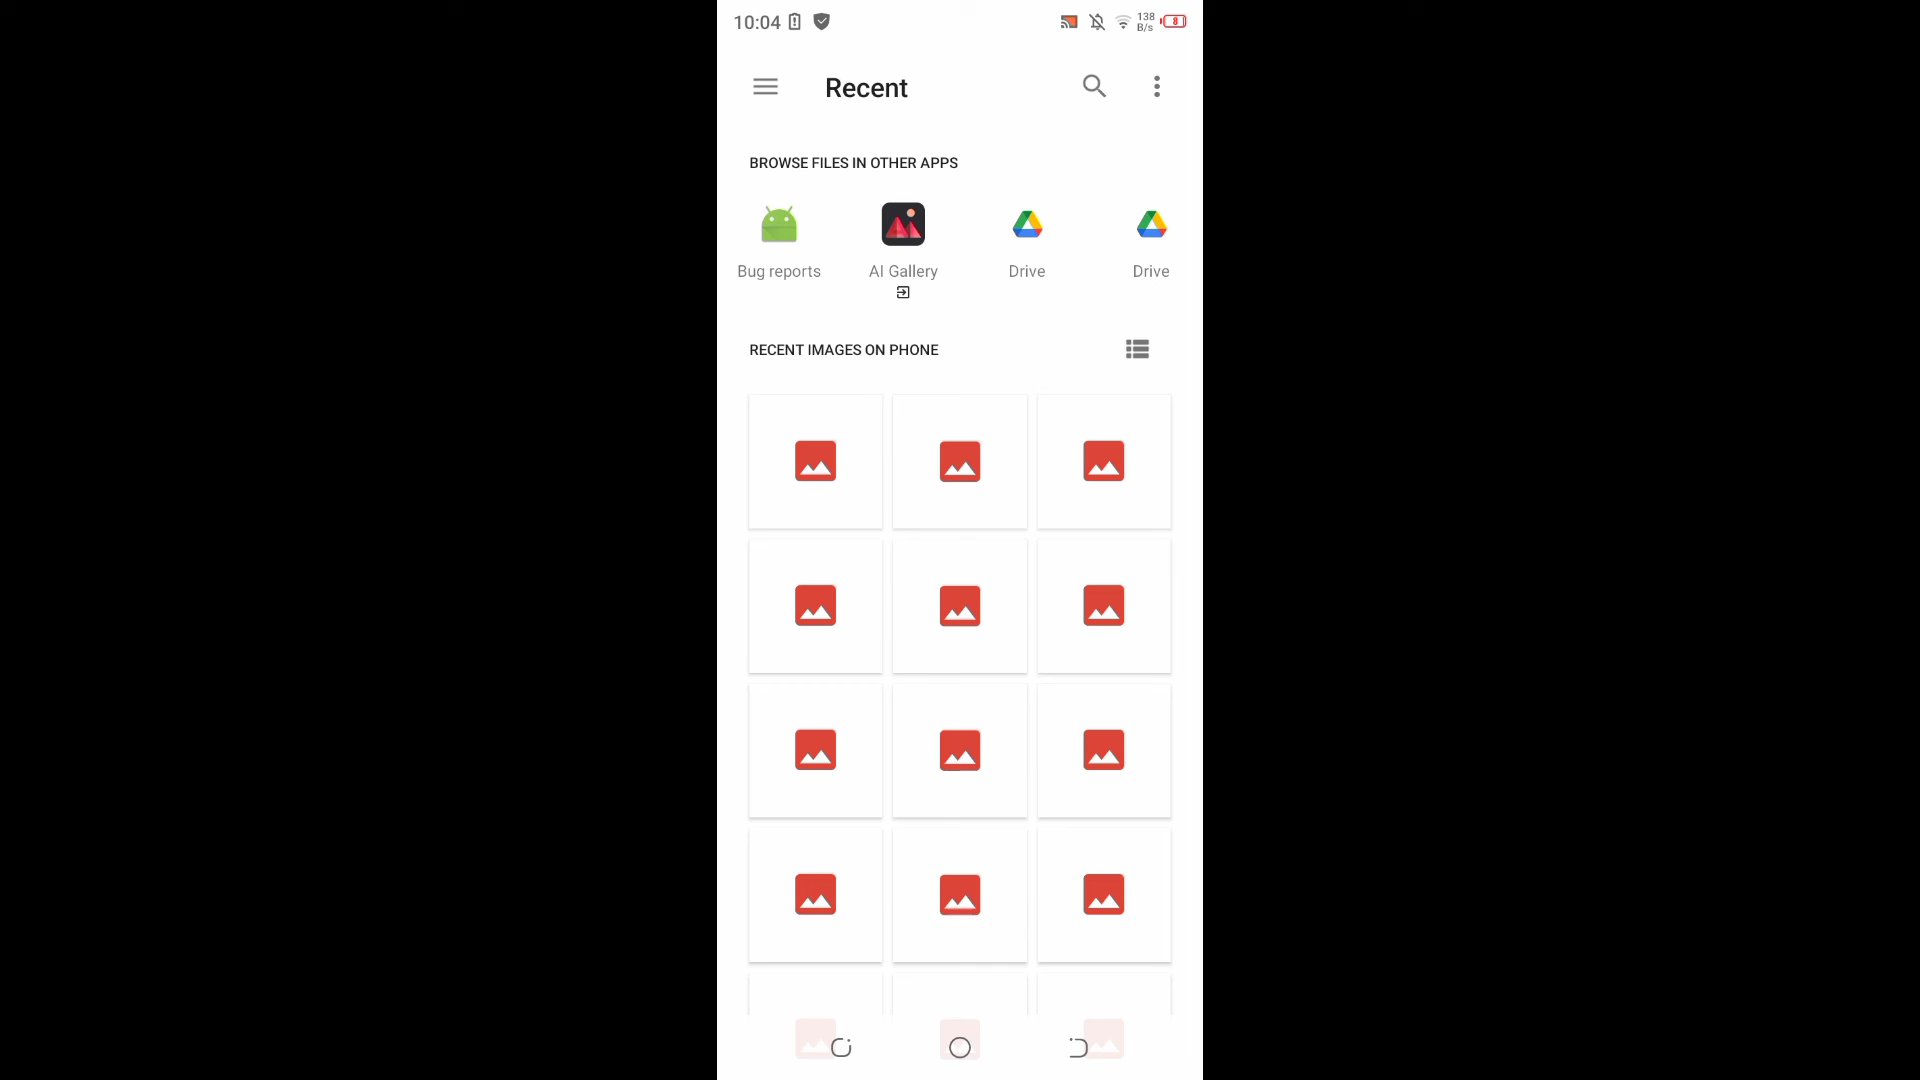 10:04
138
B/s
8
Recent
BROWSE FILES IN OTHER APPS
Bug reports
AI Gallery
Drive
Drive
RECENT IMAGES ON PHONE